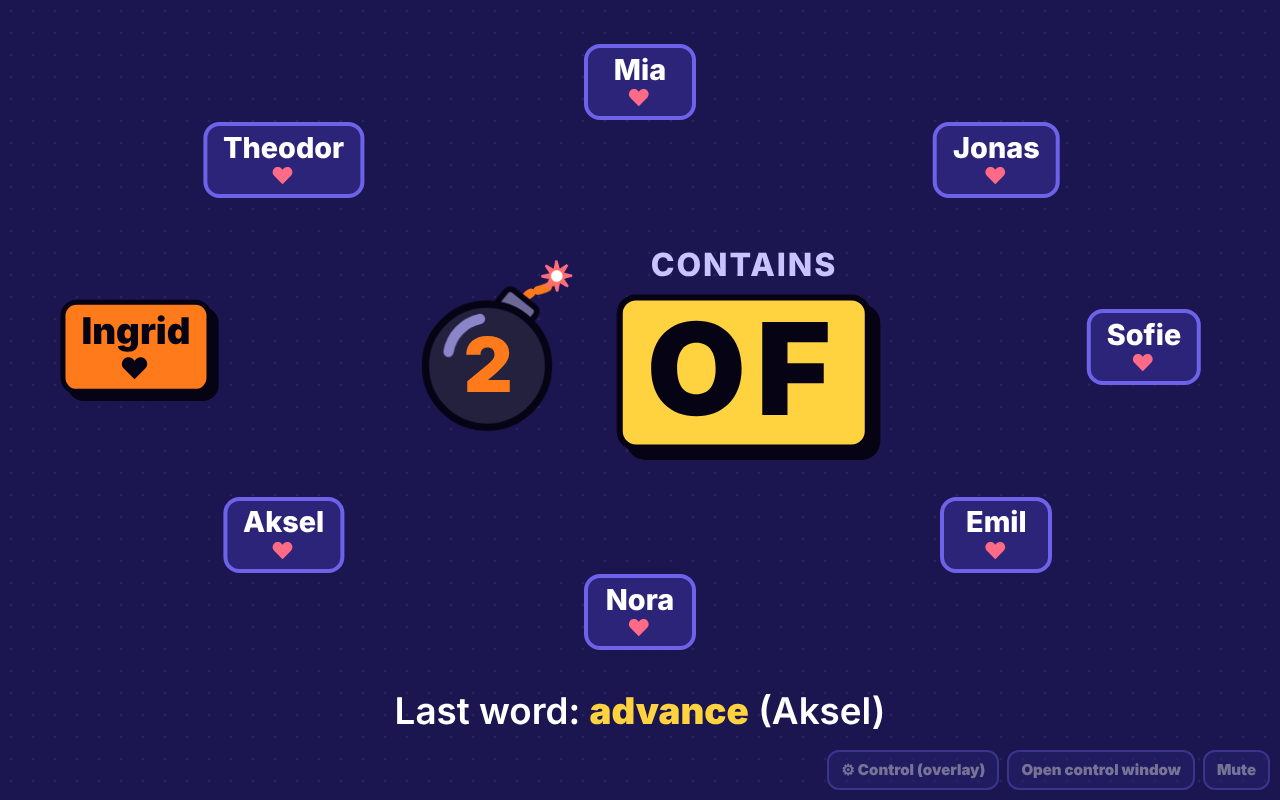 Mia
Theodor
Jonas
CONTAINS
Ingrid
2
OF
Sofie
Aksel
Emil
Nora
Last word: advance (Aksel)
⚙ Control (overlay)
Open control window
Mute